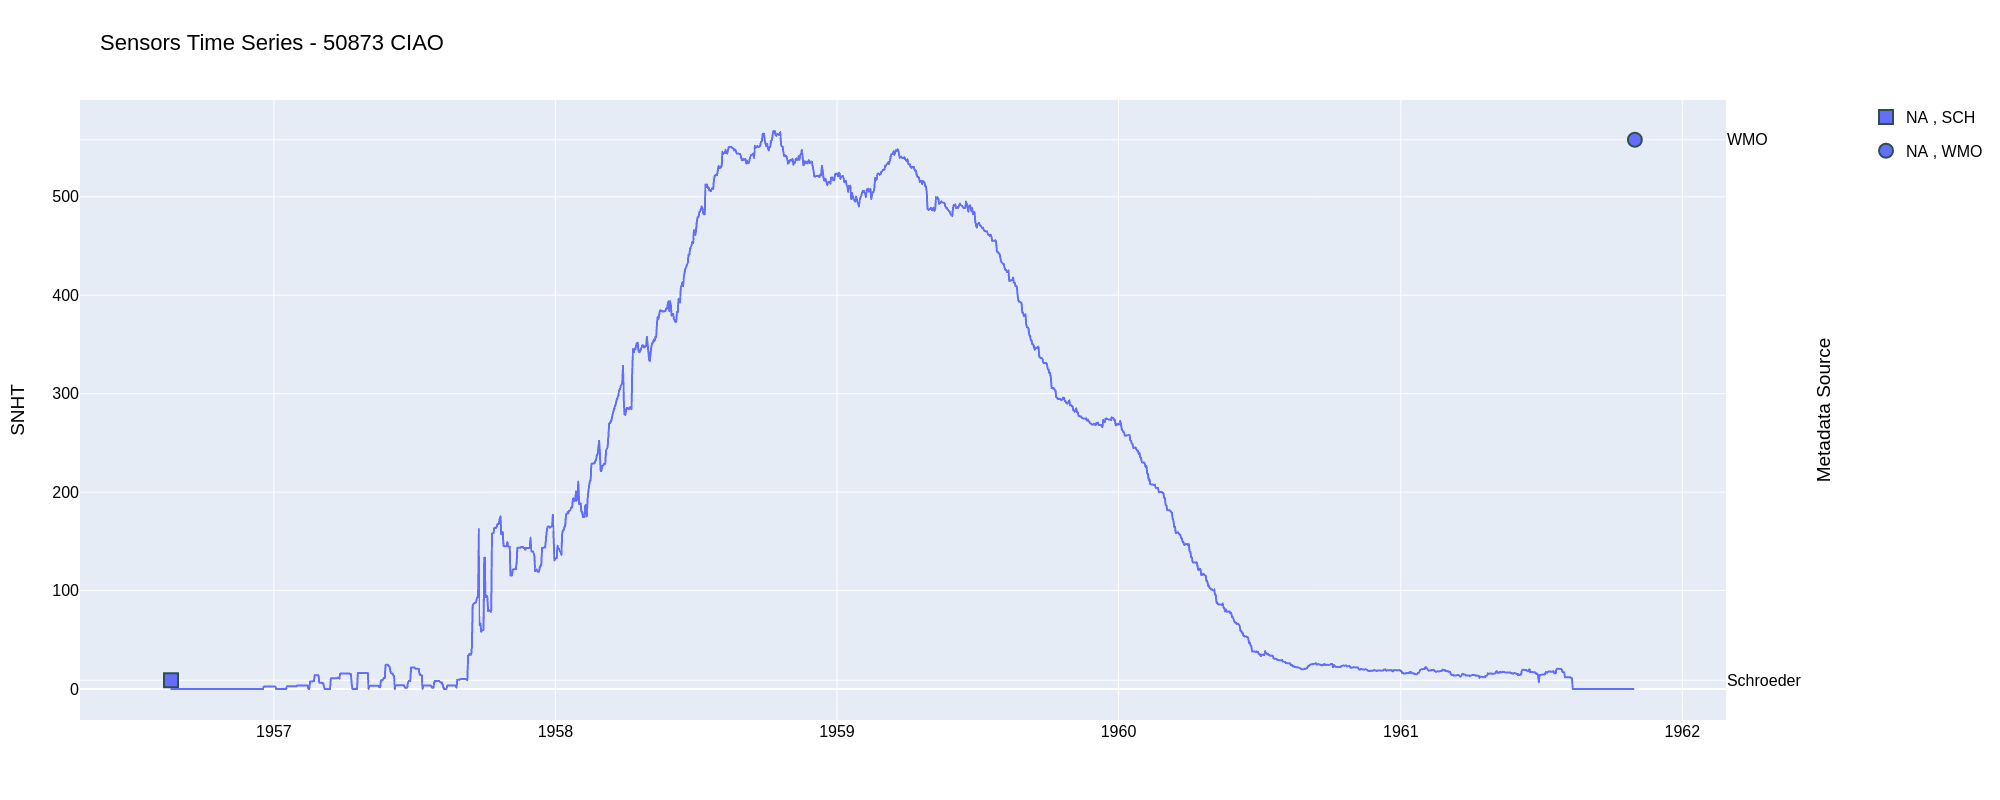 Sensors Time Series - 50873 CIAO
NA , SCH
NA , WMO
WMO
Schroeder
Metadata Source
SNHT
500
400
300
200
100
0
1957
1958
1959
1960
1961
1962